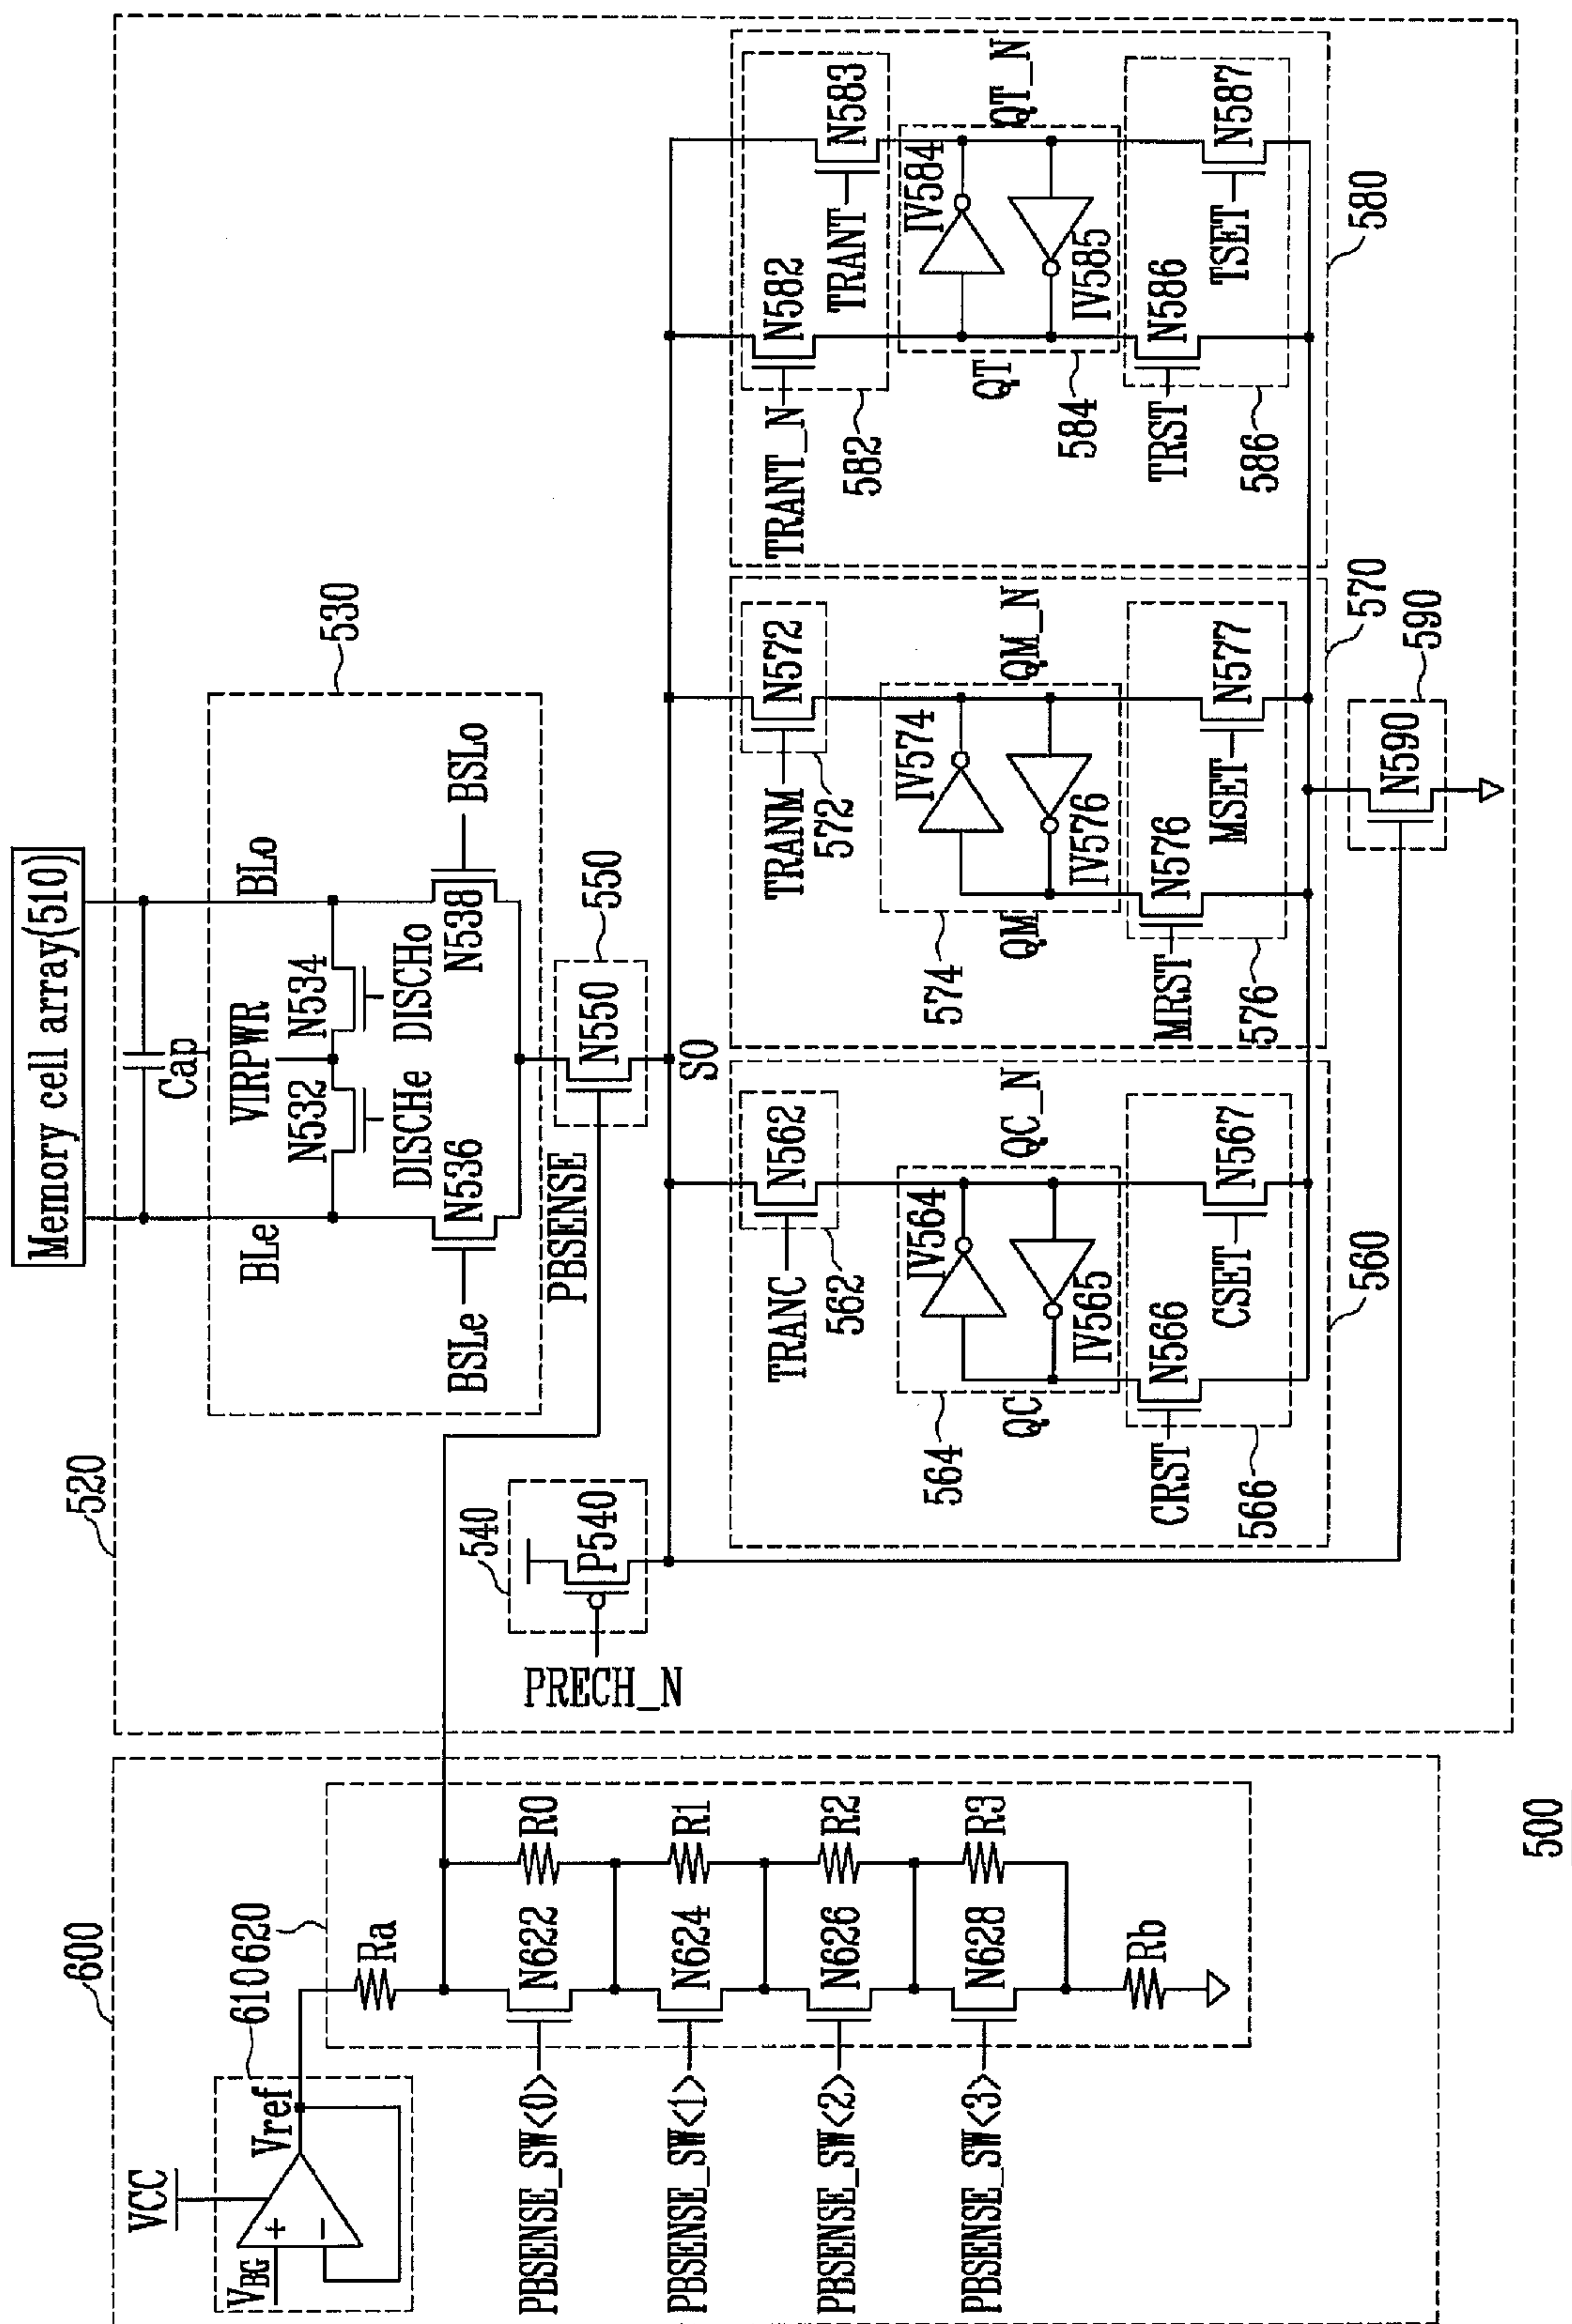 Memory cell array(510)
520
Cap
BLe
BLo
VIRPWR
N532
N534
DISCHe
DISCHo
530
N536
N538
BSLe
BSLo
540
P540
PRECH_N
PBSENSE
N550
550
SO
TRANC
N562
562
TRANM
N572
572
TRANT_N
N582
582
TRANT
N583
564
IV564
IV565
QC
QC_N
574
IV574
IV576
QM
QM_N
584
IV584
IV585
QT
QT_N
CRST
N566
CSET
N567
566
560
MRST
N576
MSET
N577
576
570
TRST
N586
TSET
N587
586
580
N590
590
600
VCC
VBG
+
−
Vref
610
620
Ra
PBSENSE_SW<0>
N622
R0
PBSENSE_SW<1>
N624
R1
PBSENSE_SW<2>
N626
R2
PBSENSE_SW<3>
N628
R3
Rb
500